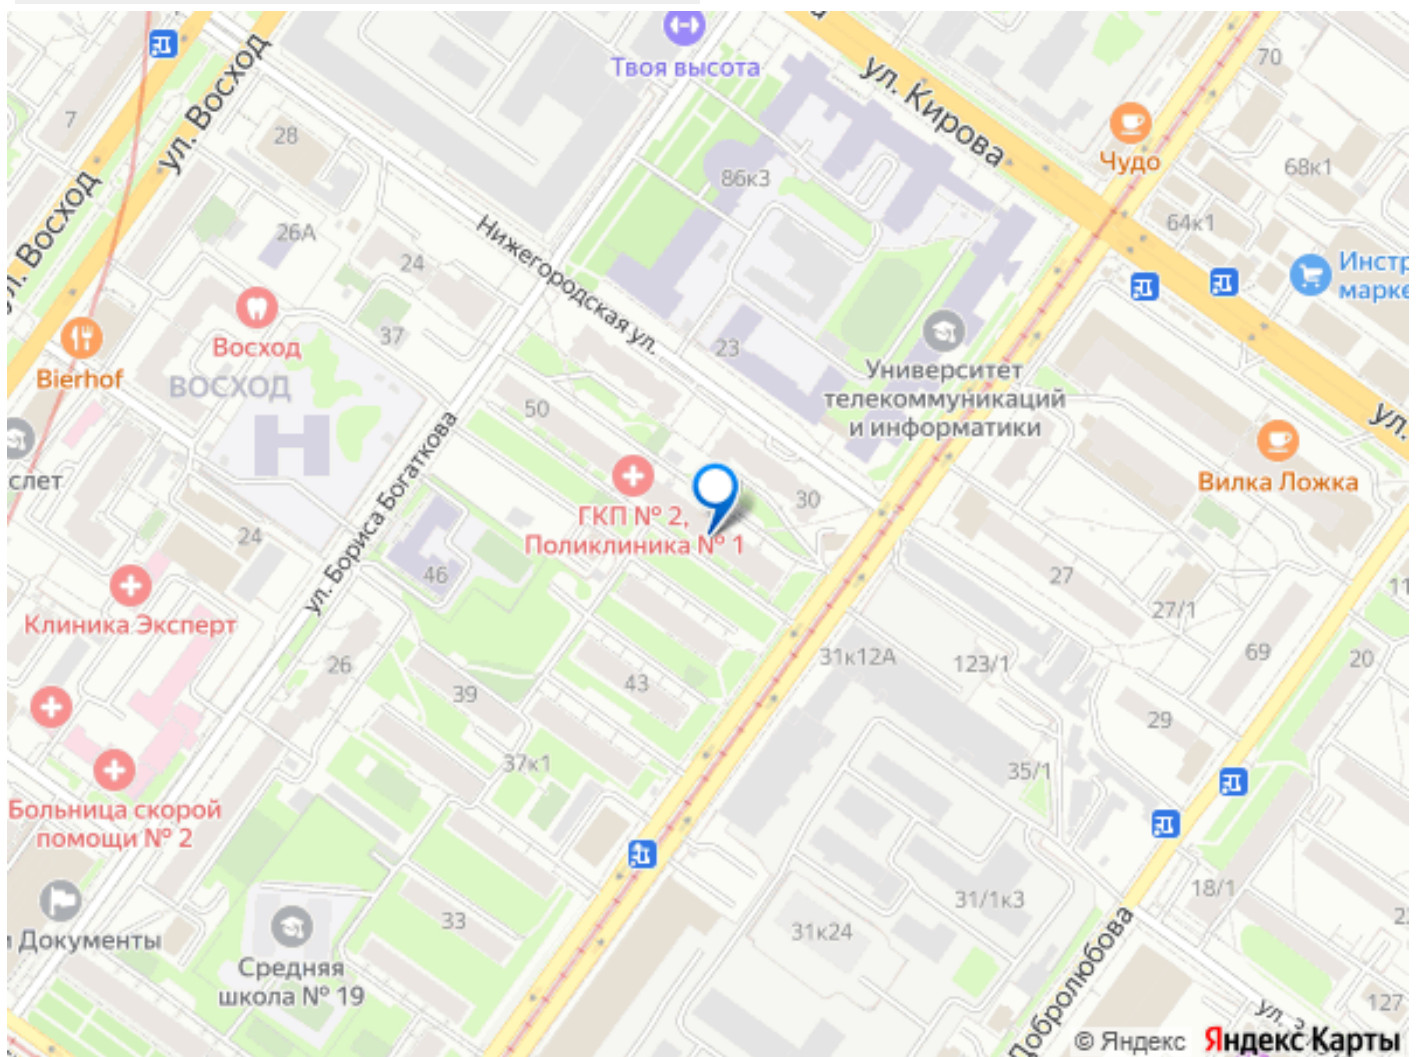 ул. Восход
Твоя высота
ул. Кирова
70
Чудо
68к1
7
28
86к3
64к1
ул. Восход
26А
24
Нижегородская ул.
Инстр
марке
37
23
Восход
Bierhof
ВОСХОД
Университет
телекоммуникаций
и информатики
50
ул.
слет
Вилка Ложка
30
ГКП № 2,
Поликлиника № 1
ул. Бориса Богаткова
24
46
27
11
27/1
Клиника Эксперт
31к12А
123/1
69
20
26
39
43
29
37к1
35/1
Больница скорой
помощи № 2
18/1
31/1к3
33
31к24
и Документы
Средняя
школа № 19
Добролюбова
127
ул.
© Яндекс Яндекс Карты